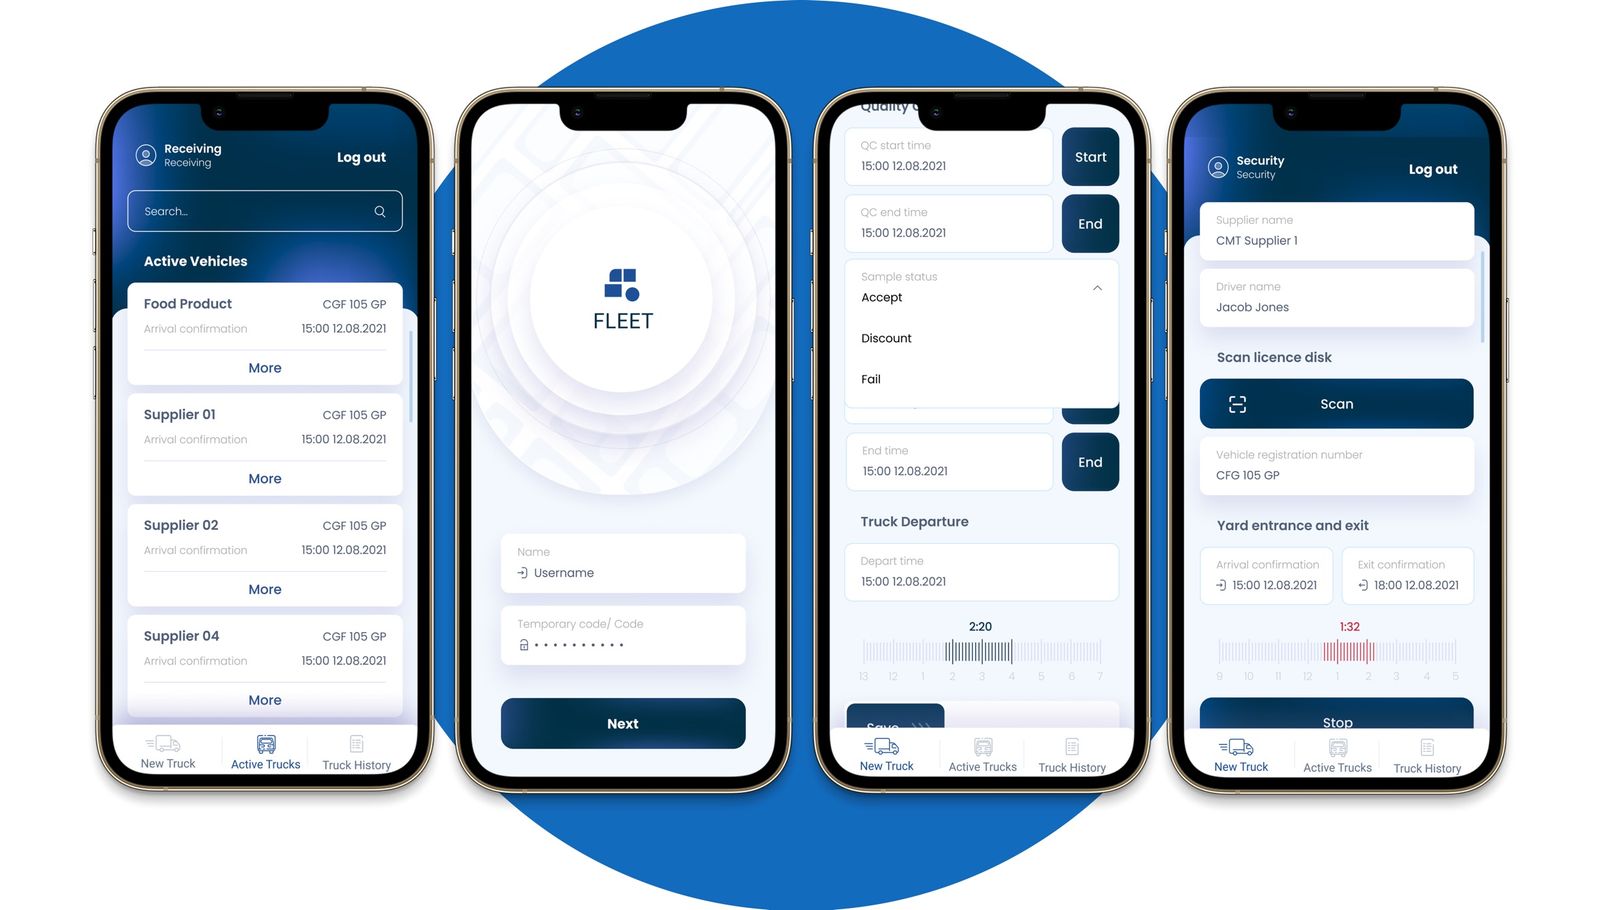 Receiving
Receiving
Log out
Search...
Active Vehicles
Food Product CGF 105 GP
Arrival confirmation 15:00 12.08.2021
More
Supplier 01 CGF 105 GP
Arrival confirmation 15:00 12.08.2021
More
Supplier 02 CGF 105 GP
Arrival confirmation 15:00 12.08.2021
More
Supplier 04 CGF 105 GP
Arrival confirmation 15:00 12.08.2021
More
New Truck Active Trucks Truck History
FLEET
Name
Username
Temporary code/ Code
Next
Quality
QC start time
15:00 12.08.2021
Start
QC end time
15:00 12.08.2021
End
Sample status
Accept
Discount
Fail
End time
15:00 12.08.2021
End
Truck Departure
Depart time
15:00 12.08.2021
2:20
13 12 1 2 3 4 5 6 7
Save
New Truck Active Trucks Truck History
Security
Security
Log out
Supplier name
CMT Supplier 1
Driver name
Jacob Jones
Scan licence disk
Scan
Vehicle registration number
CFG 105 GP
Yard entrance and exit
Arrival confirmation
15:00 12.08.2021
Exit confirmation
18:00 12.08.2021
1:32
9 10 11 12 1 2 3 4 5
Stop
New Truck Active Trucks Truck History